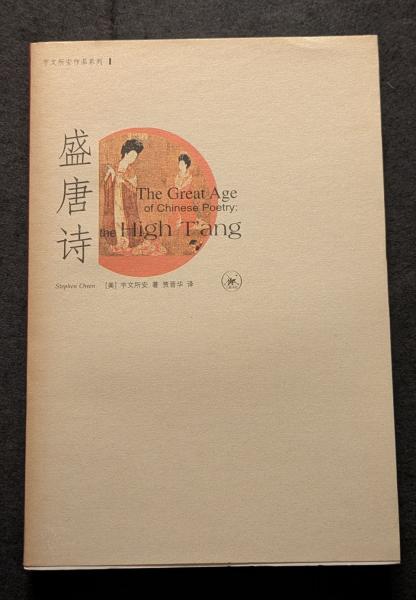 宇文所安作品系列 1
盛唐诗
The Great Age
of Chinese Poetry:
the High T'ang
Stephen Owen
[美] 宇文所安 著 贾晋华 译